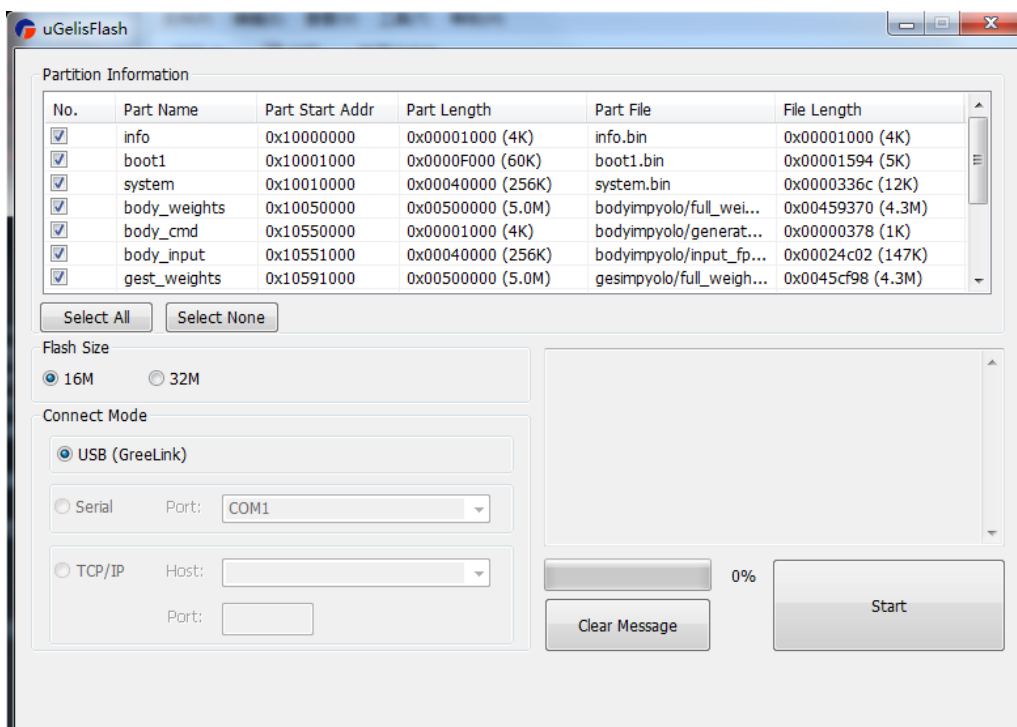 uGelisFlash
Partition Information
No. Part Name Part Start Addr Part Length Part File File Length
info 0x10000000 0x00001000 (4K) info.bin 0x00001000 (4K)
boot1 0x10001000 0x0000F000 (60K) boot1.bin 0x00001594 (5K)
system 0x10010000 0x00040000 (256K) system.bin 0x0000336c (12K)
body_weights 0x10050000 0x00500000 (5.0M) bodyimpyolo/full_wei... 0x00459370 (4.3M)
body_cmd 0x10550000 0x00001000 (4K) bodyimpyolo/generat... 0x00000378 (1K)
body_input 0x10551000 0x00040000 (256K) bodyimpyolo/input_fp... 0x00024c02 (147K)
gest_weights 0x10591000 0x00500000 (5.0M) gesimpyolo/full_weigh... 0x0045cf98 (4.3M)
Select All Select None
Flash Size
16M 32M
Connect Mode
USB (GreeLink)
Serial Port: COM1
TCP/IP Host:
Port:
0%
Clear Message
Start